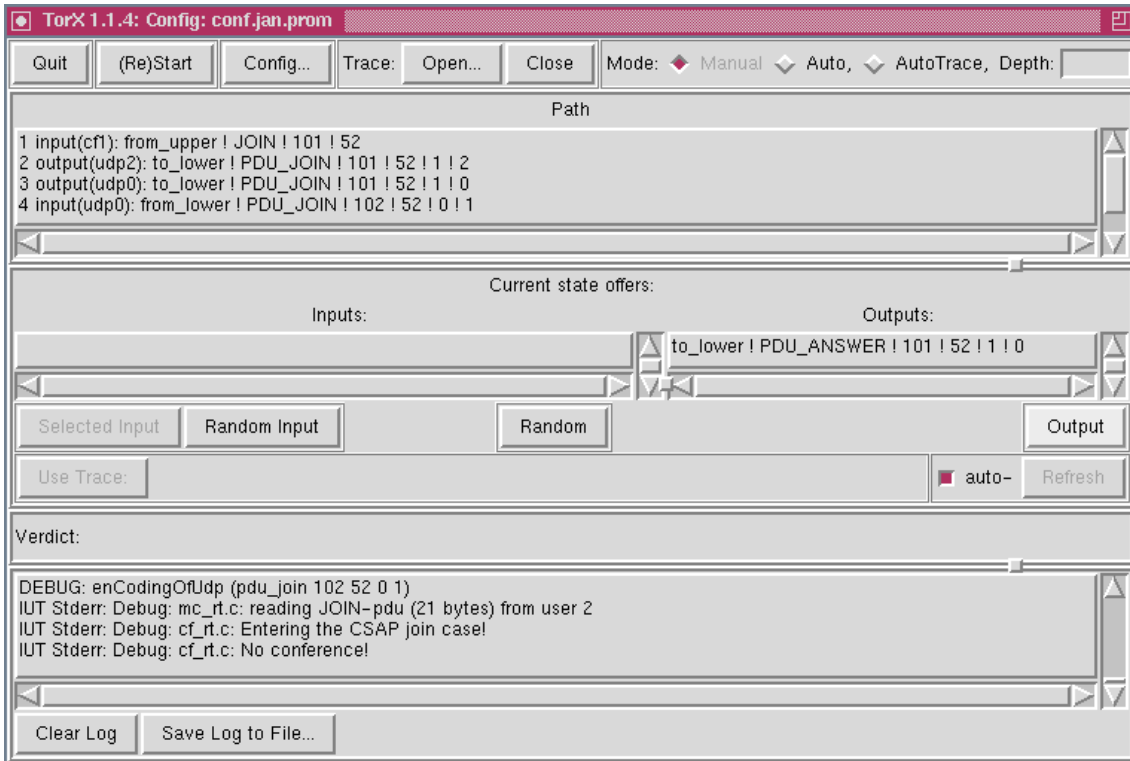 TorX 1.1.4: Config: conf.jan.prom
Quit (Re)Start Config... Trace: Open... Close Mode: Manual Auto, AutoTrace, Depth:
Path
1 input(cf1): from_upper ! JOIN ! 101 ! 52
2 output(udp2): to_lower ! PDU_JOIN ! 101 ! 52 ! 1 ! 2
3 output(udp0): to_lower ! PDU_JOIN ! 101 ! 52 ! 1 ! 0
4 input(udp0): from_lower ! PDU_JOIN ! 102 ! 52 ! 0 ! 1
Current state offers:
Inputs: Outputs:
to_lower ! PDU_ANSWER ! 101 ! 52 ! 1 ! 0
Selected Input Random Input Random Output
Use Trace: auto- Refresh
Verdict:
DEBUG: enCodingOfUdp (pdu_join 102 52 0 1)
IUT Stderr: Debug: mc_rt.c: reading JOIN-pdu (21 bytes) from user 2
IUT Stderr: Debug: cf_rt.c: Entering the CSAP join case!
IUT Stderr: Debug: cf_rt.c: No conference!
Clear Log Save Log to File...